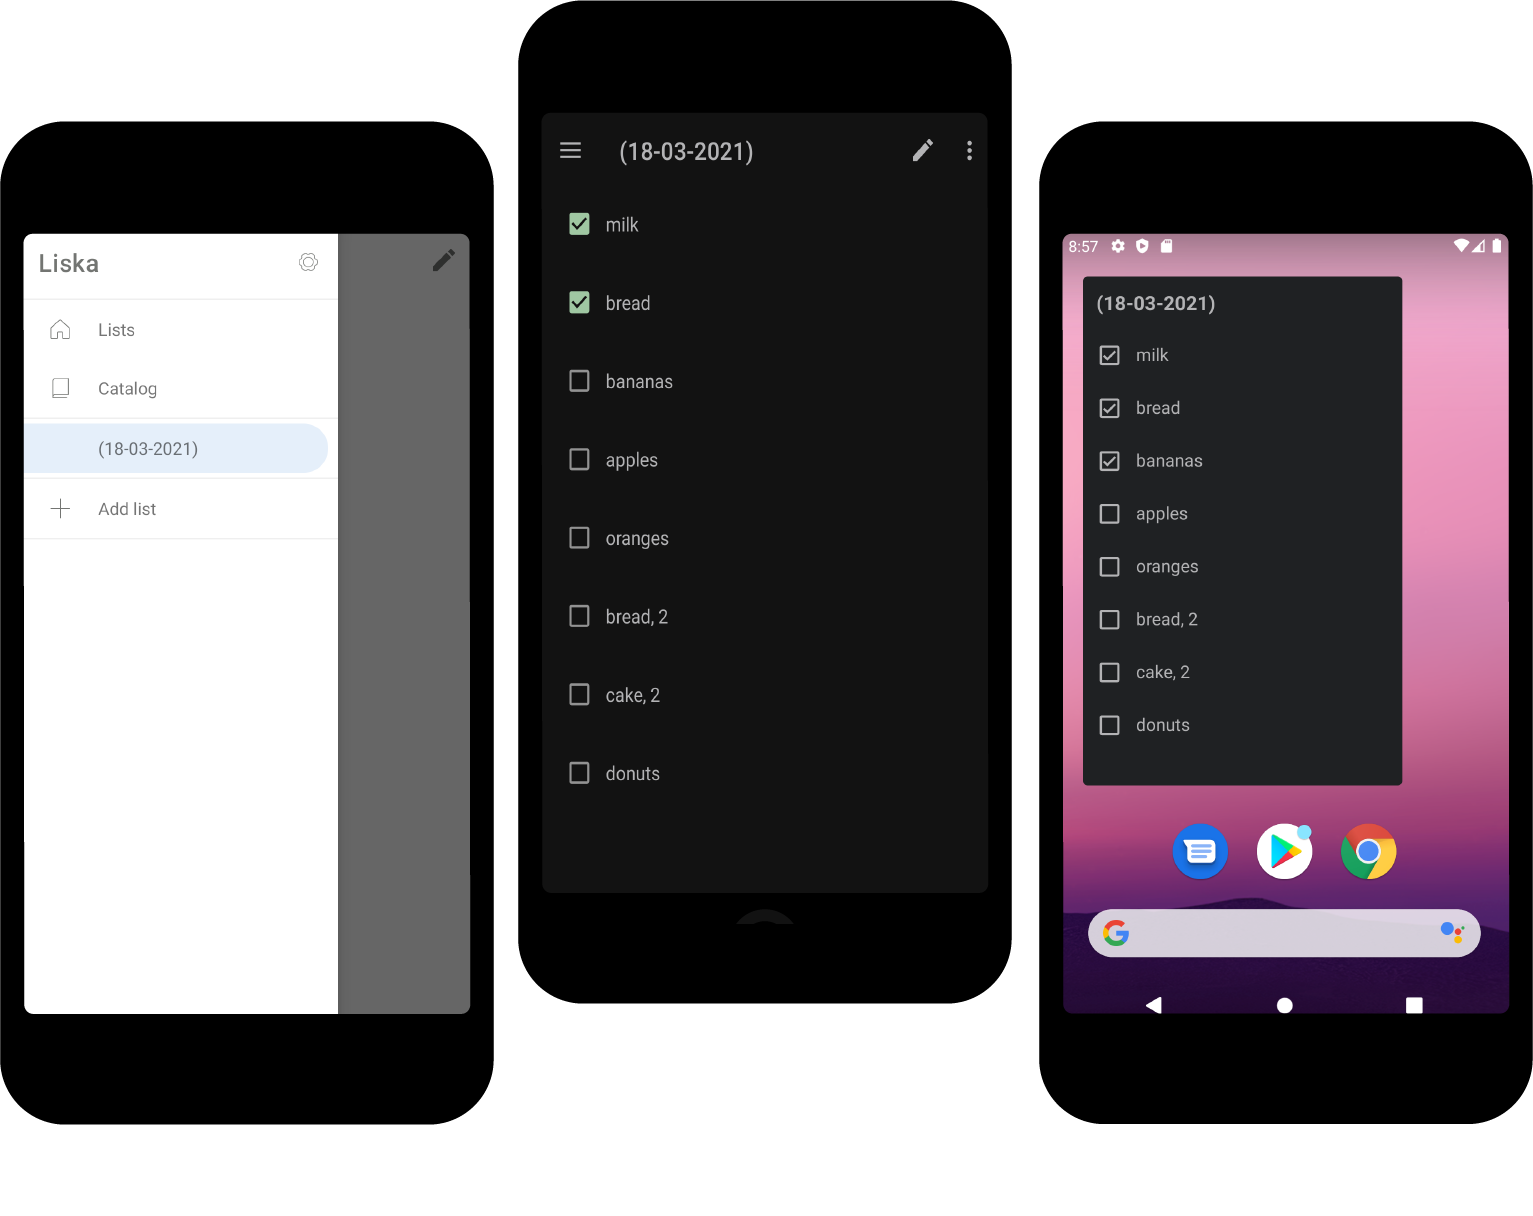 Liska
Lists
Catalog
(18-03-2021)
Add list
(18-03-2021)
milk
bread
bananas
apples
oranges
bread, 2
cake, 2
donuts
8:57
(18-03-2021)
milk
bread
bananas
apples
oranges
bread, 2
cake, 2
donuts